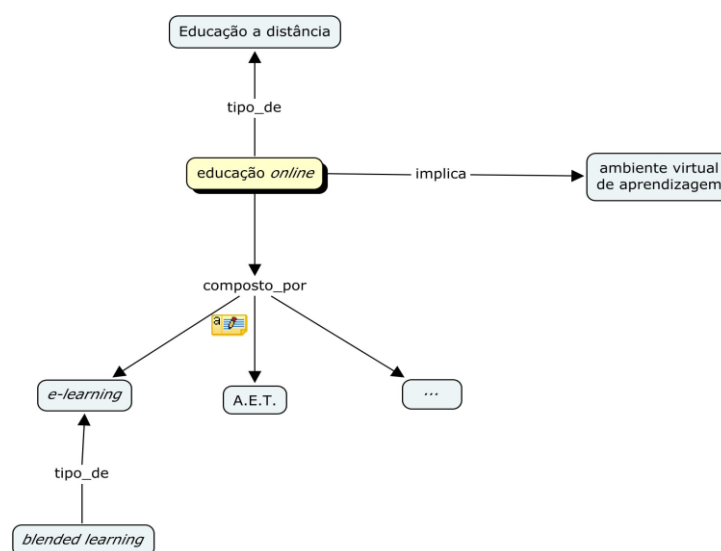 Educação a distância
tipo_de
educação online
implica
ambiente virtual
de aprendizagem
composto_por
a
e-learning
A.E.T.
...
tipo_de
blended learning